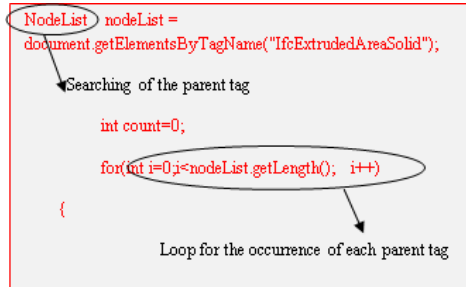 NodeList nodeList =
document.getElementsByTagName("IfcExtrudedAreaSolid");
Searching of the parent tag
int count=0;
for(int i=0;i<nodeList.getLength(); i++)
{
Loop for the occurrence of each parent tag